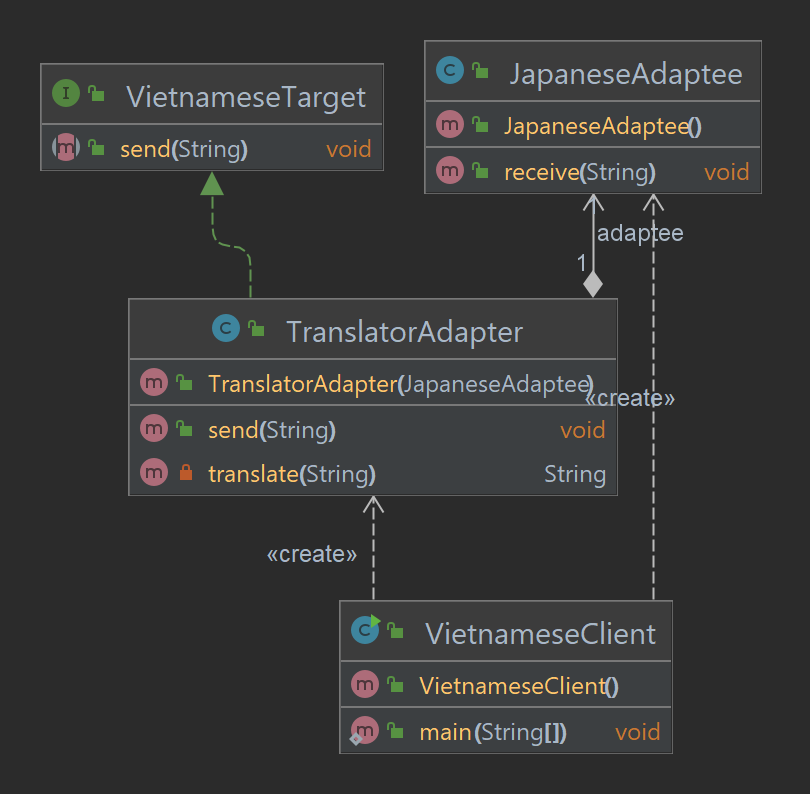 VietnameseTarget
send(String) void
JapaneseAdaptee
JapaneseAdaptee()
receive(String) void
adaptee
1
TranslatorAdapter
TranslatorAdapter(JapaneseAdaptee)
«create»
send(String) void
translate(String) String
«create»
VietnameseClient
VietnameseClient()
main(String[]) void